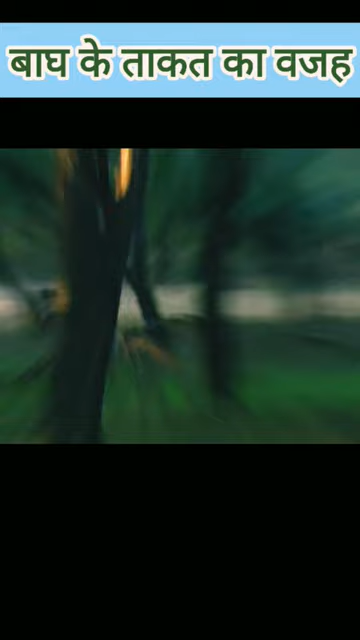 बाघ के ताकत का वजह